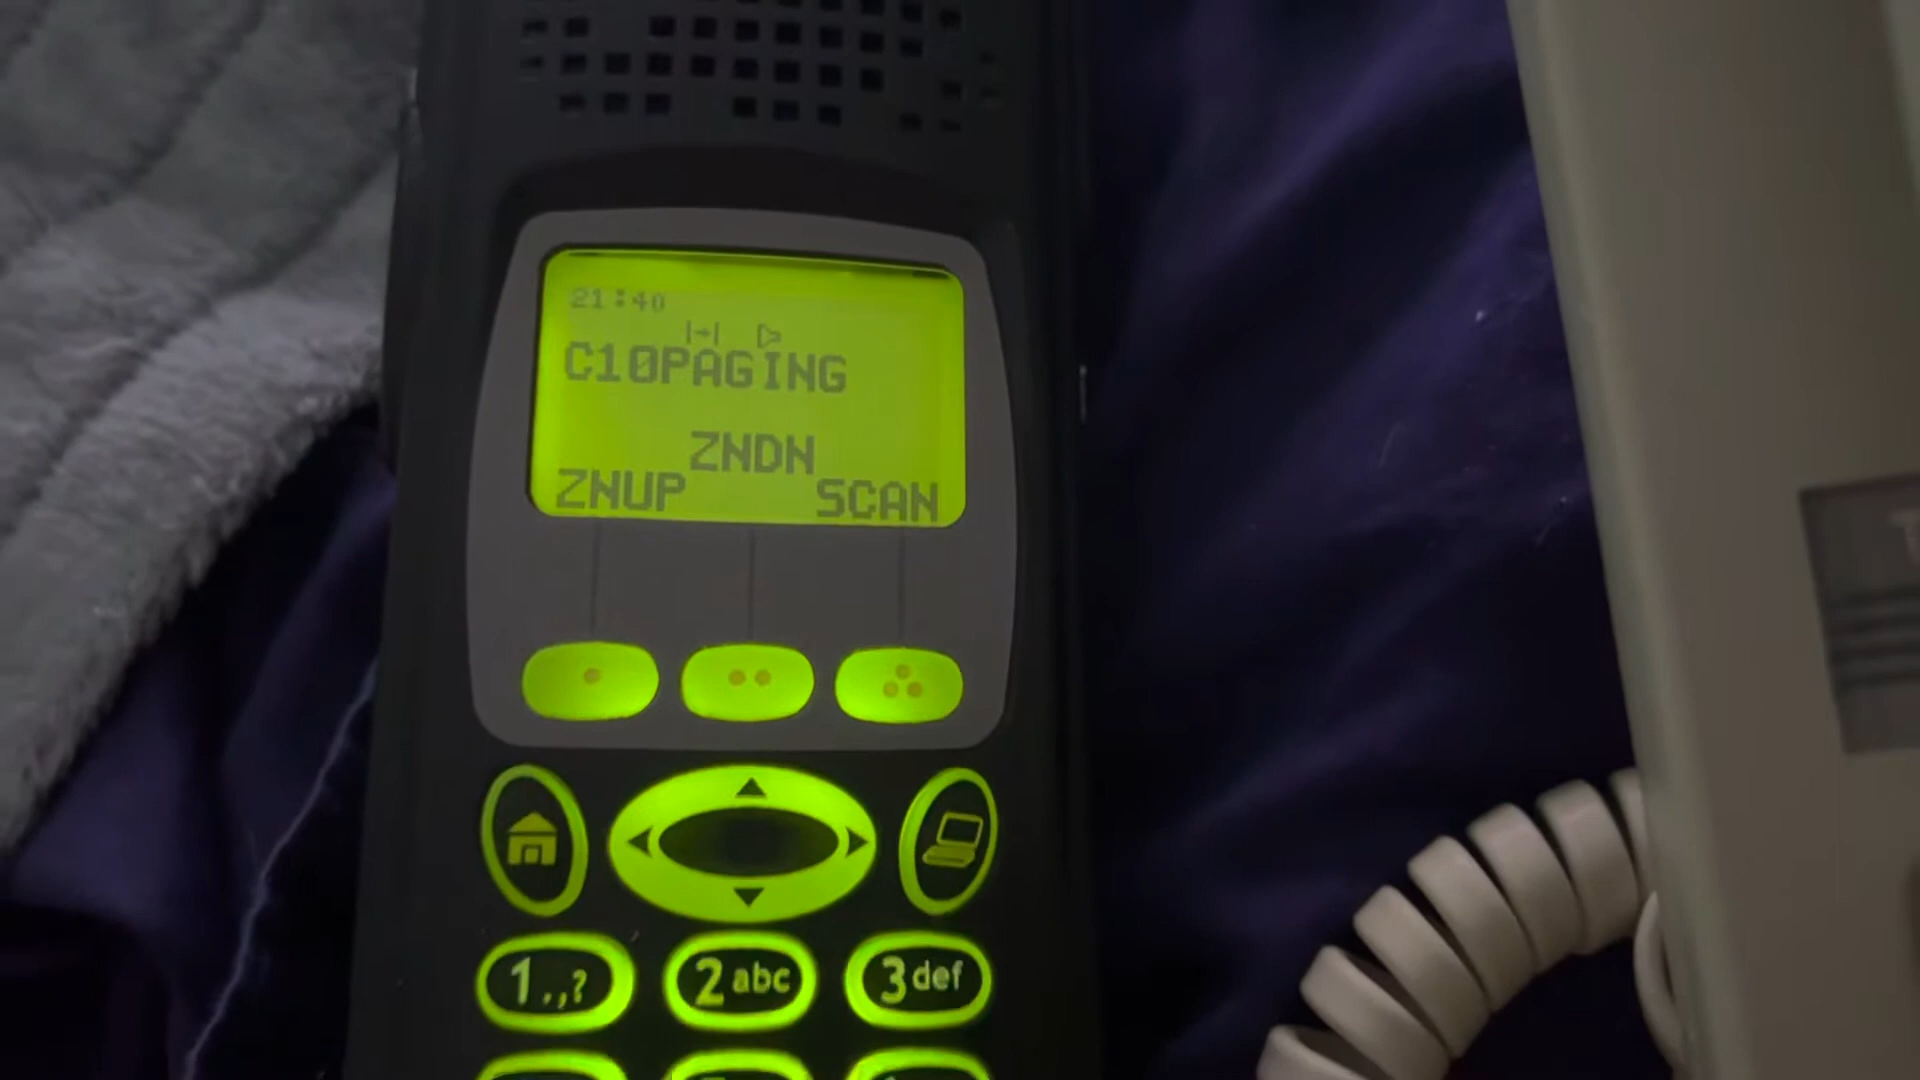 21:40
C10PAGING
ZNDN
ZNUP SCAN
1.,? 2abc 3def